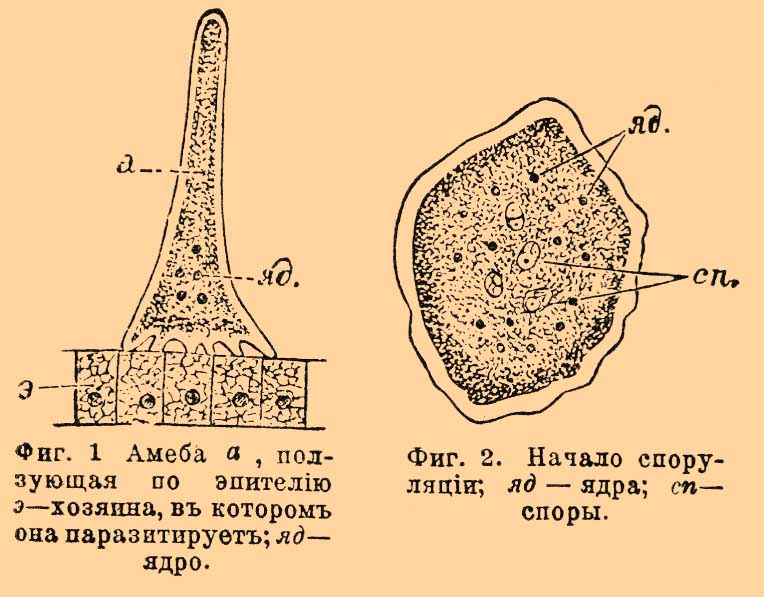 а
яд.
э
Фиг. 1 Амеба а, пол-
зующая по эпителію
э—хозяина, въ которомъ
она паразитируетъ; яд—
ядро.
яд.
сп.
Фиг. 2. Начало спору-
ляціи; яд — ядра; сп—
споры.